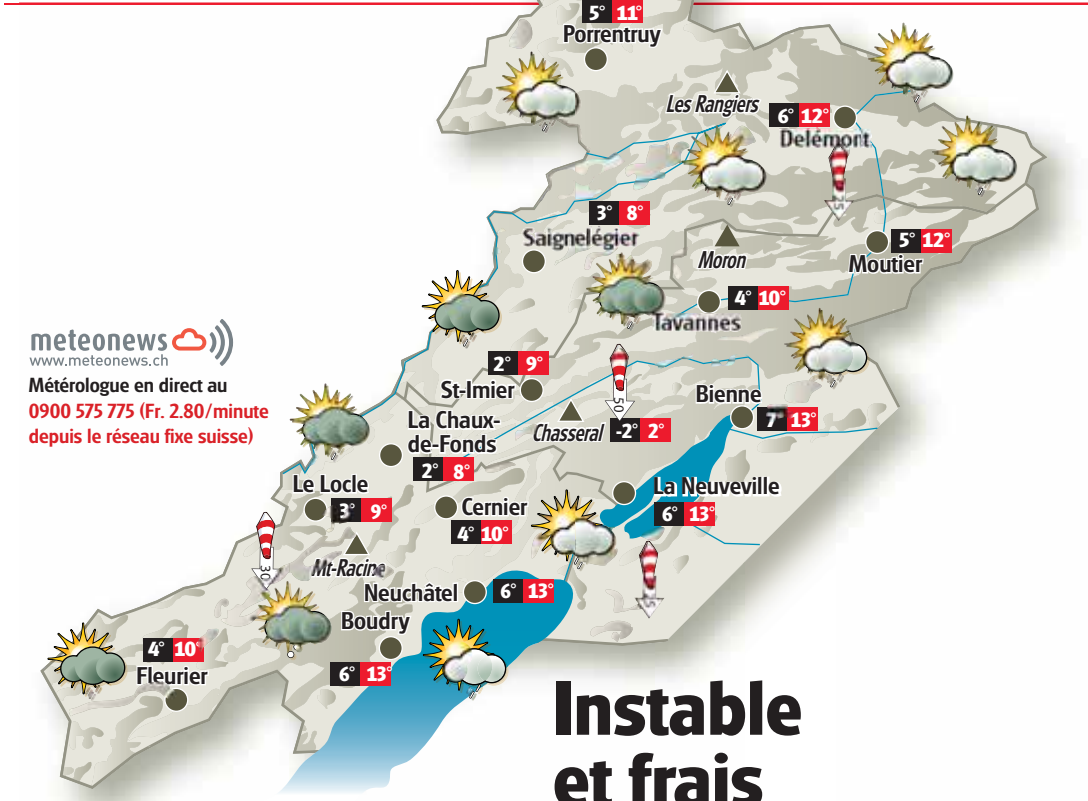 5° 11°
Porrentruy
Les Rangiers
6° 12°
Delémont
3° 8°
Saignelégier
Moron
5° 12°
Moutier
4° 10°
Tavannes
meteonews
www.meteonews.ch
Météorologue en direct au
0900 575 775 (Fr. 2.80/minute
depuis le réseau fixe suisse)
2° 9°
St-Imier
50
Chasseral -2° 2°
Bienne
7° 13°
La Chaux-
de-Fonds
2° 8°
Le Locle
3° 9°
Cernier
4° 10°
La Neuveville
6° 13°
30
Mt-Racine
Neuchâtel 6° 13°
Boudry
6° 13°
4° 10°
Fleurier
Instable
et frais